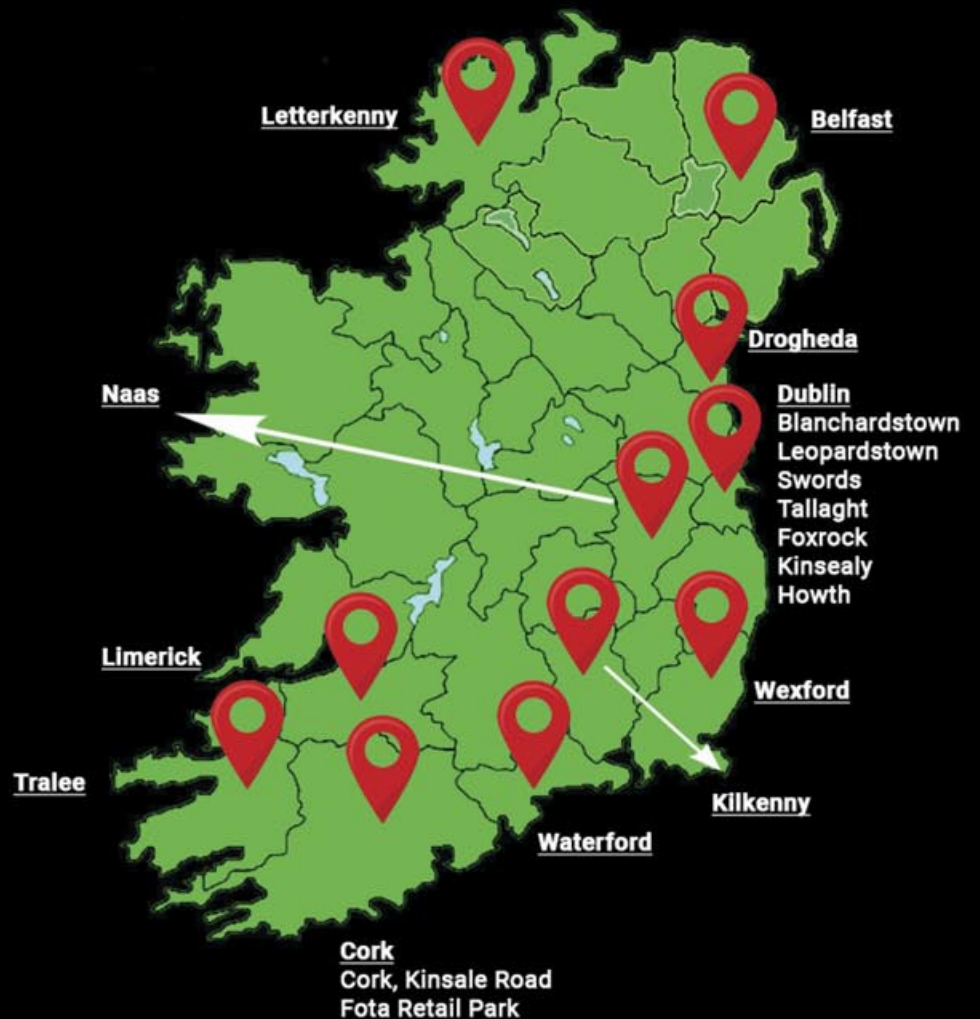 Letterkenny
Belfast
Drogheda
Naas
Dublin
Blanchardstown
Leopardstown
Swords
Tallaght
Foxrock
Kinsealy
Howth
Limerick
Wexford
Tralee
Kilkenny
Waterford
Cork
Cork, Kinsale Road
Fota Retail Park